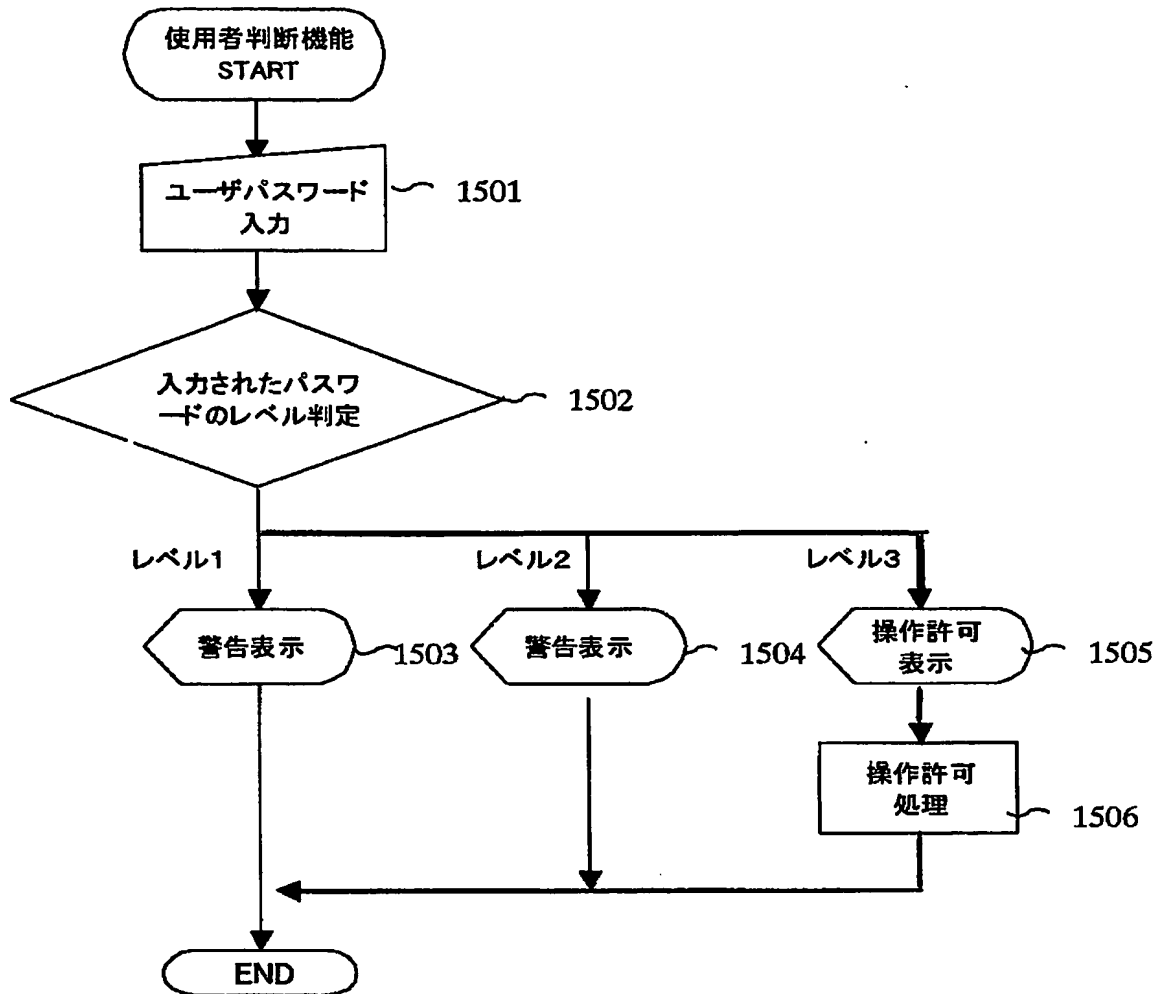 使用者判断機能
START
ユーザパスワード
入力
1501
入力されたパスワ
ードのレベル判定
1502
レベル1
レベル2
レベル3
警告表示
1503
警告表示
1504
操作許可
表示
1505
操作許可
処理
1506
END